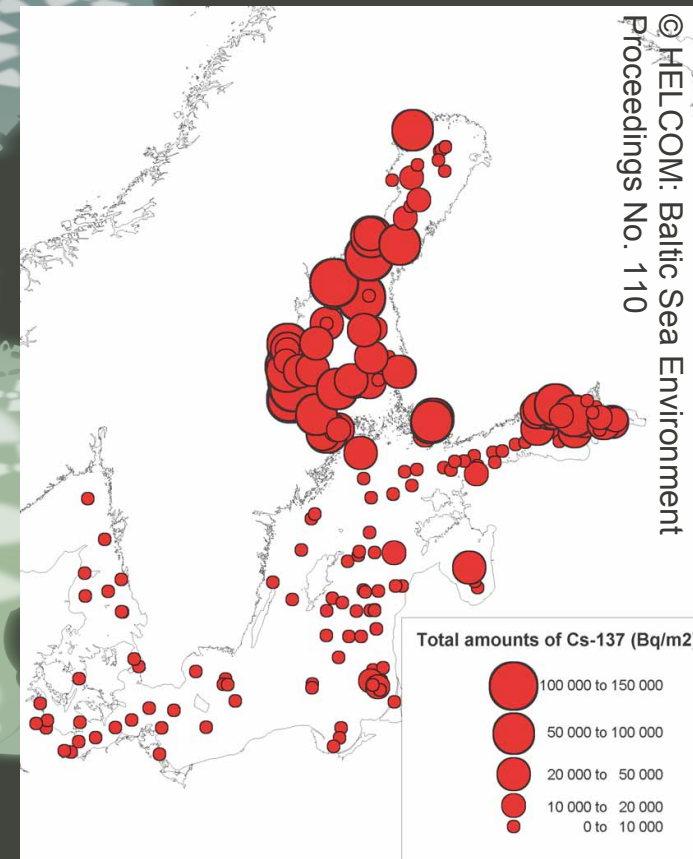 © HELCOM: Baltic Sea Environment
Proceedings No. 110
Total amounts of Cs-137 (Bq/m2)
100 000 to 150 000
50 000 to 100 000
20 000 to 50 000
10 000 to 20 000
0 to 10 000